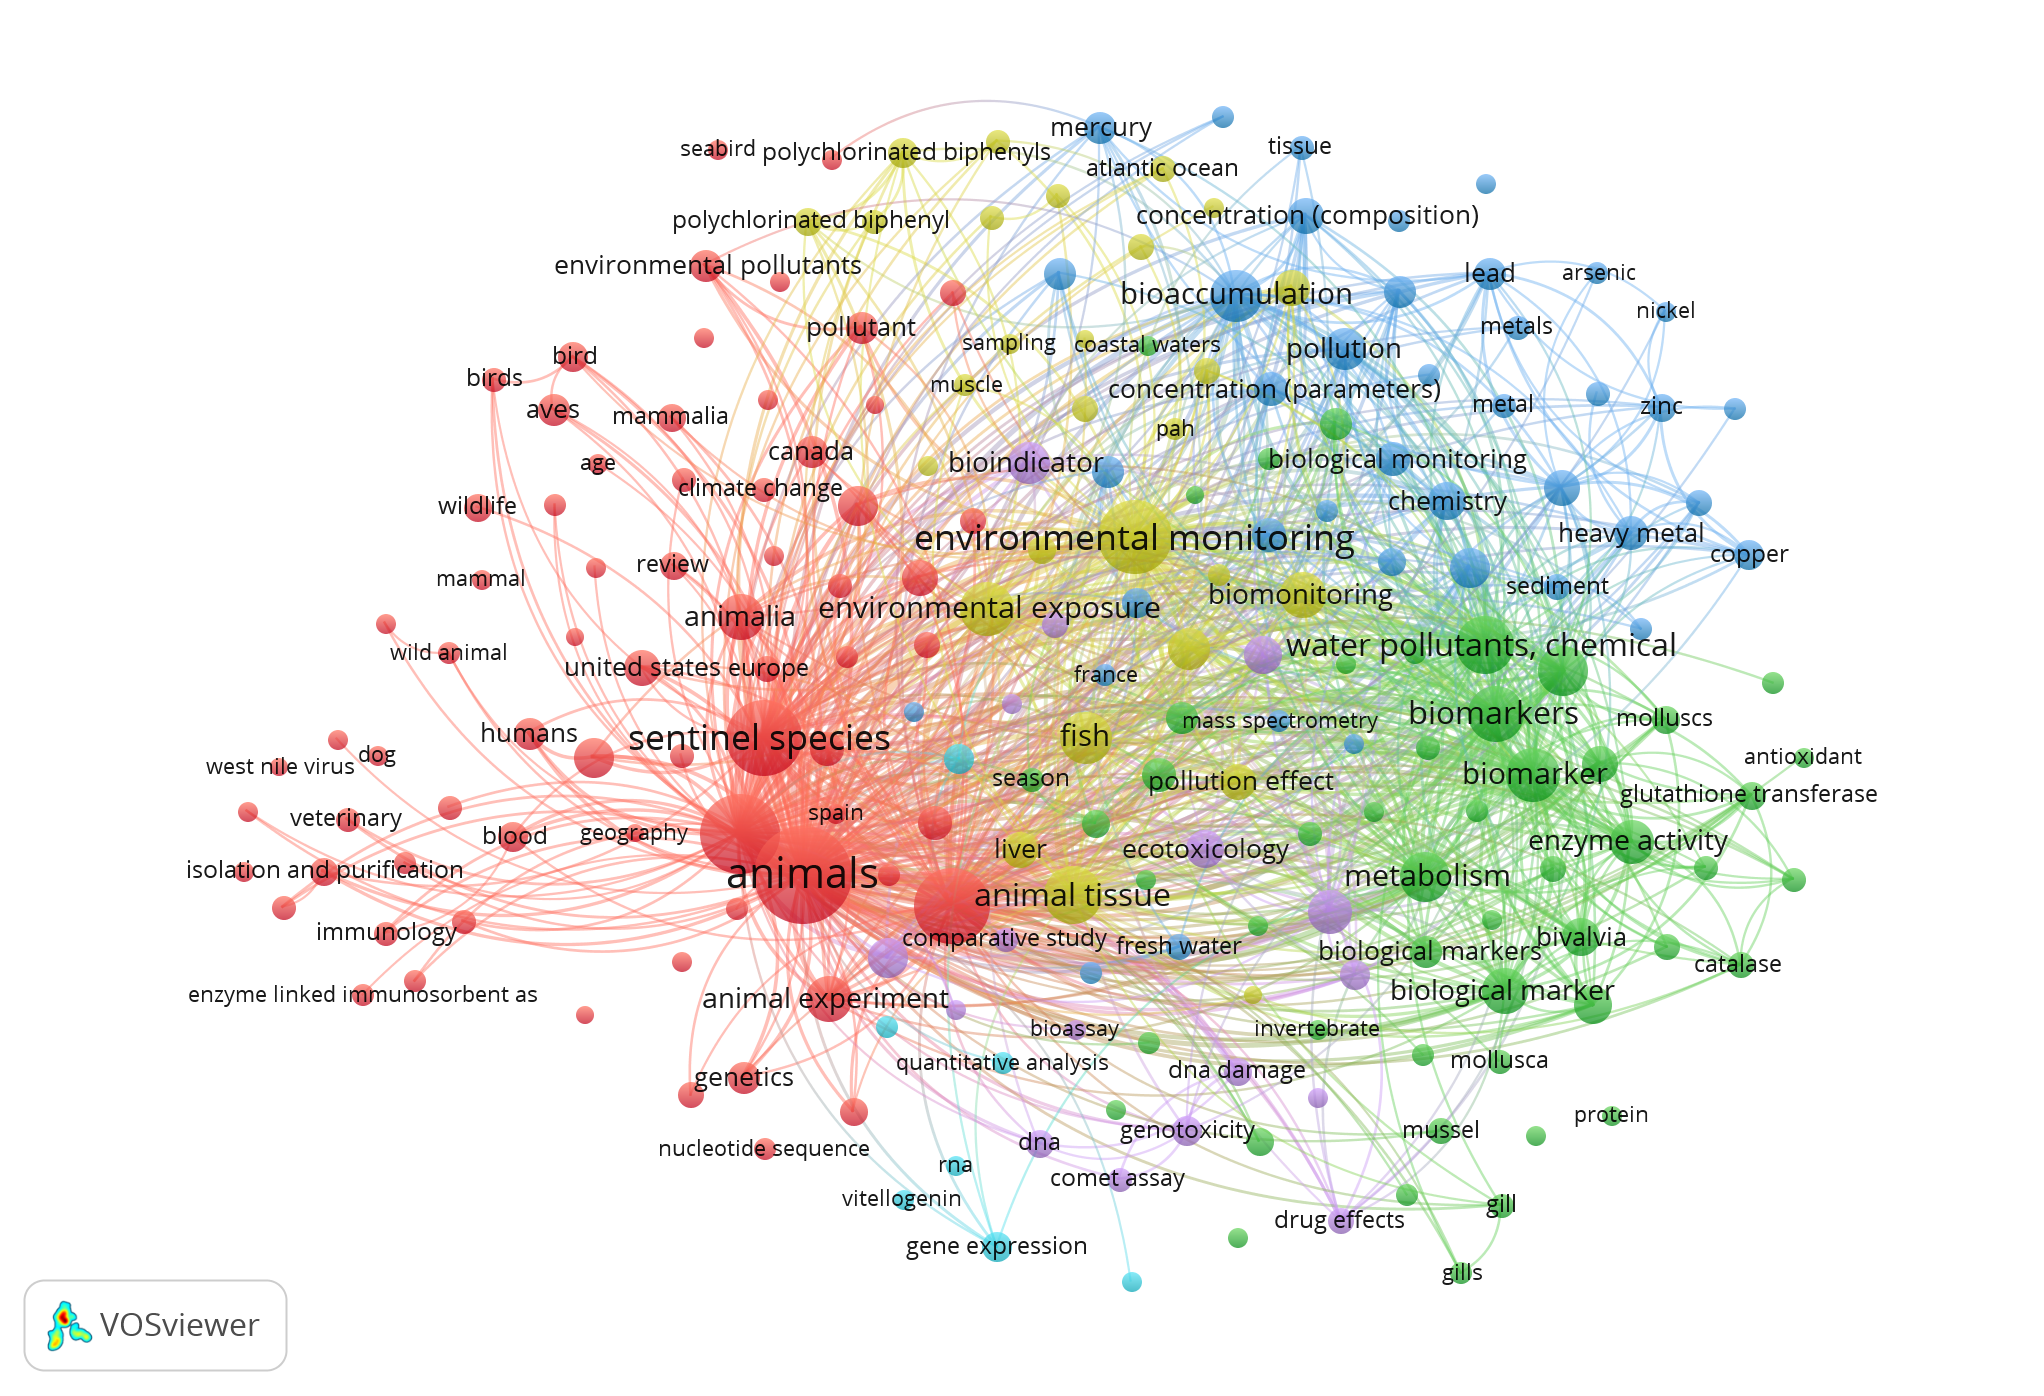 mercury
seabird
polychlorinated biphenyls
tissue
atlantic ocean
polychlorinated biphenyl
concentration (composition)
environmental pollutants
lead
arsenic
bioaccumulation
nickel
pollutant
metals
sampling
coastal waters
pollution
bird
birds
muscle
concentration (parameters)
aves
mammalia
metal
zinc
pah
canada
age
bioindicator
biological monitoring
climate change
wildlife
chemistry
environmental monitoring
heavy metal
copper
review
mammal
sediment
biomonitoring
animalia
environmental exposure
wild animal
water pollutants, chemical
united states
europe
france
humans
sentinel species
fish
mass spectrometry
biomarkers
molluscs
west nile virus
dog
season
pollution effect
biomarker
antioxidant
glutathione transferase
veterinary
blood
geography
spain
liver
ecotoxicology
enzyme activity
isolation and purification
animals
animal tissue
metabolism
immunology
comparative study
fresh water
biological markers
bivalvia
catalase
enzyme linked immunosorbent as
animal experiment
biological marker
bioassay
invertebrate
quantitative analysis
dna damage
mollusca
genetics
nucleotide sequence
dna
genotoxicity
mussel
protein
rna
comet assay
vitellogenin
drug effects
gill
gene expression
gills
VOSviewer